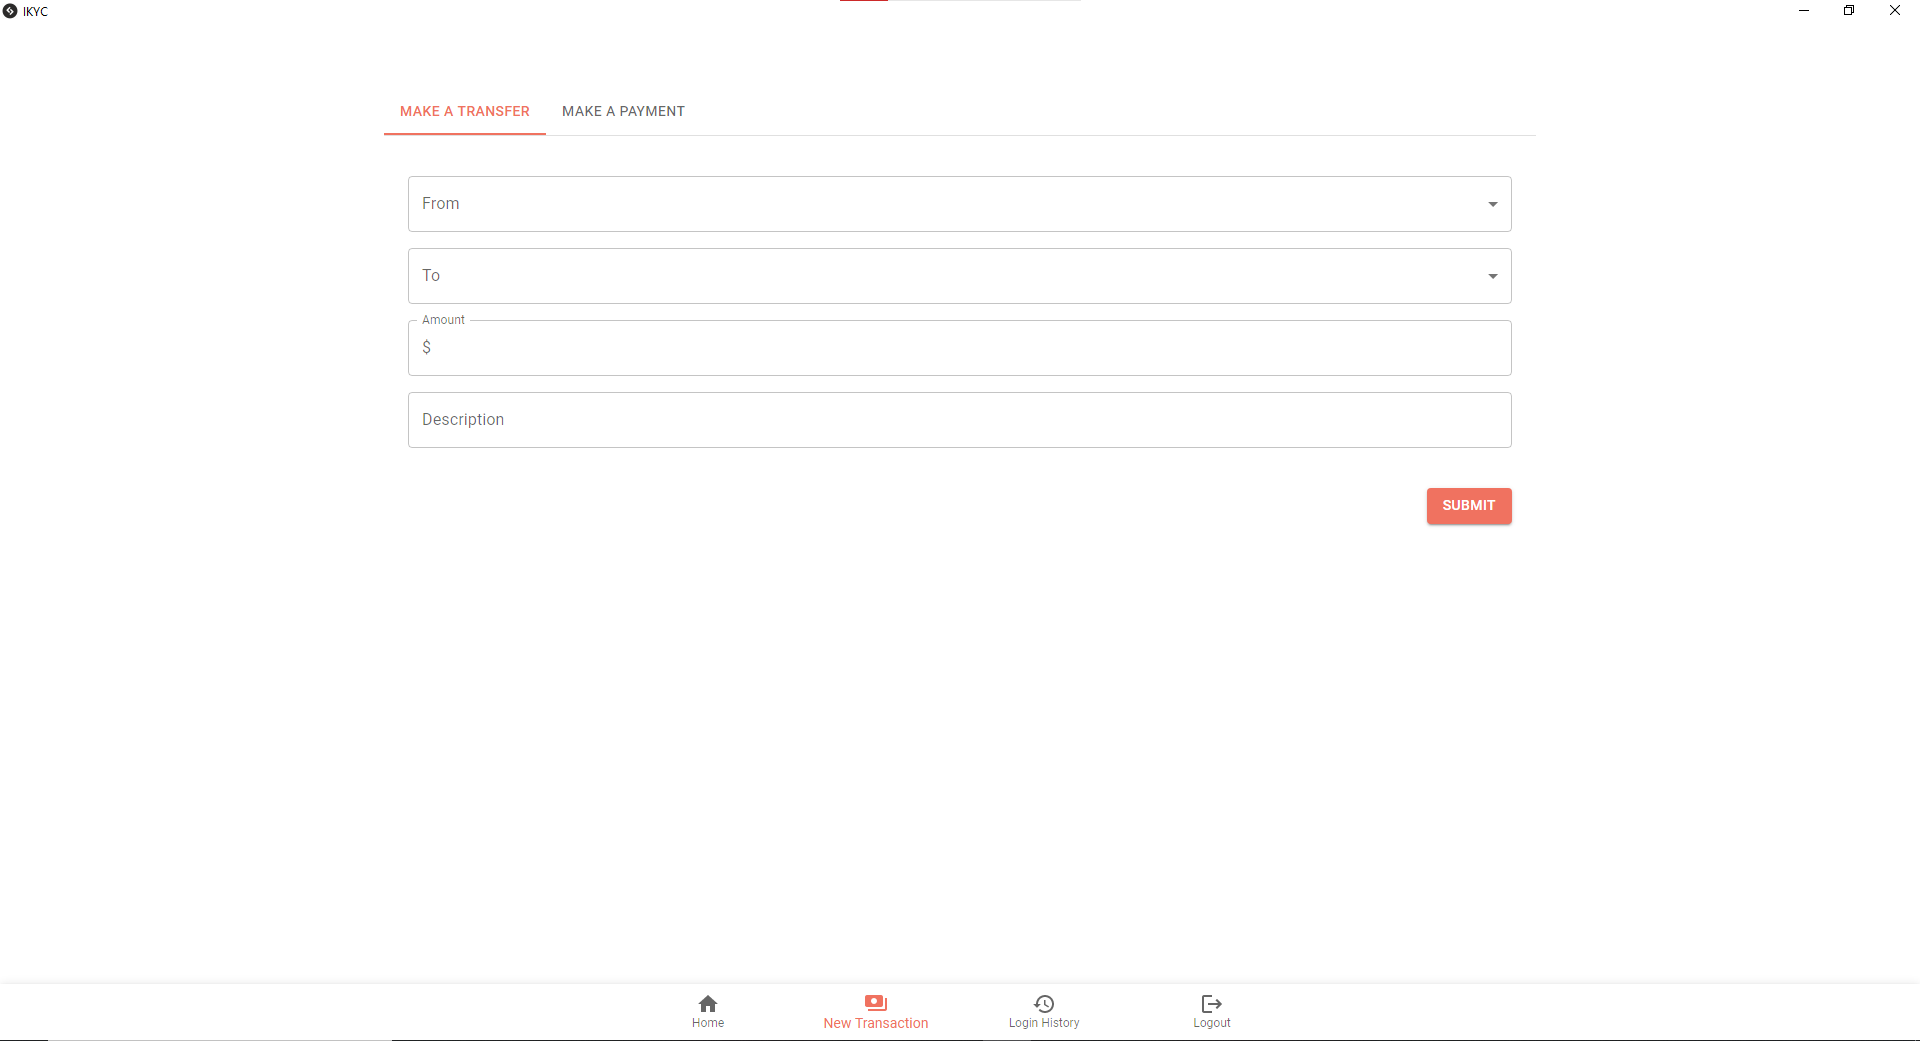 IKYC
MAKE A TRANSFER MAKE A PAYMENT
From
To
Amount
$
Description
SUBMIT
Home New Transaction Login History Logout